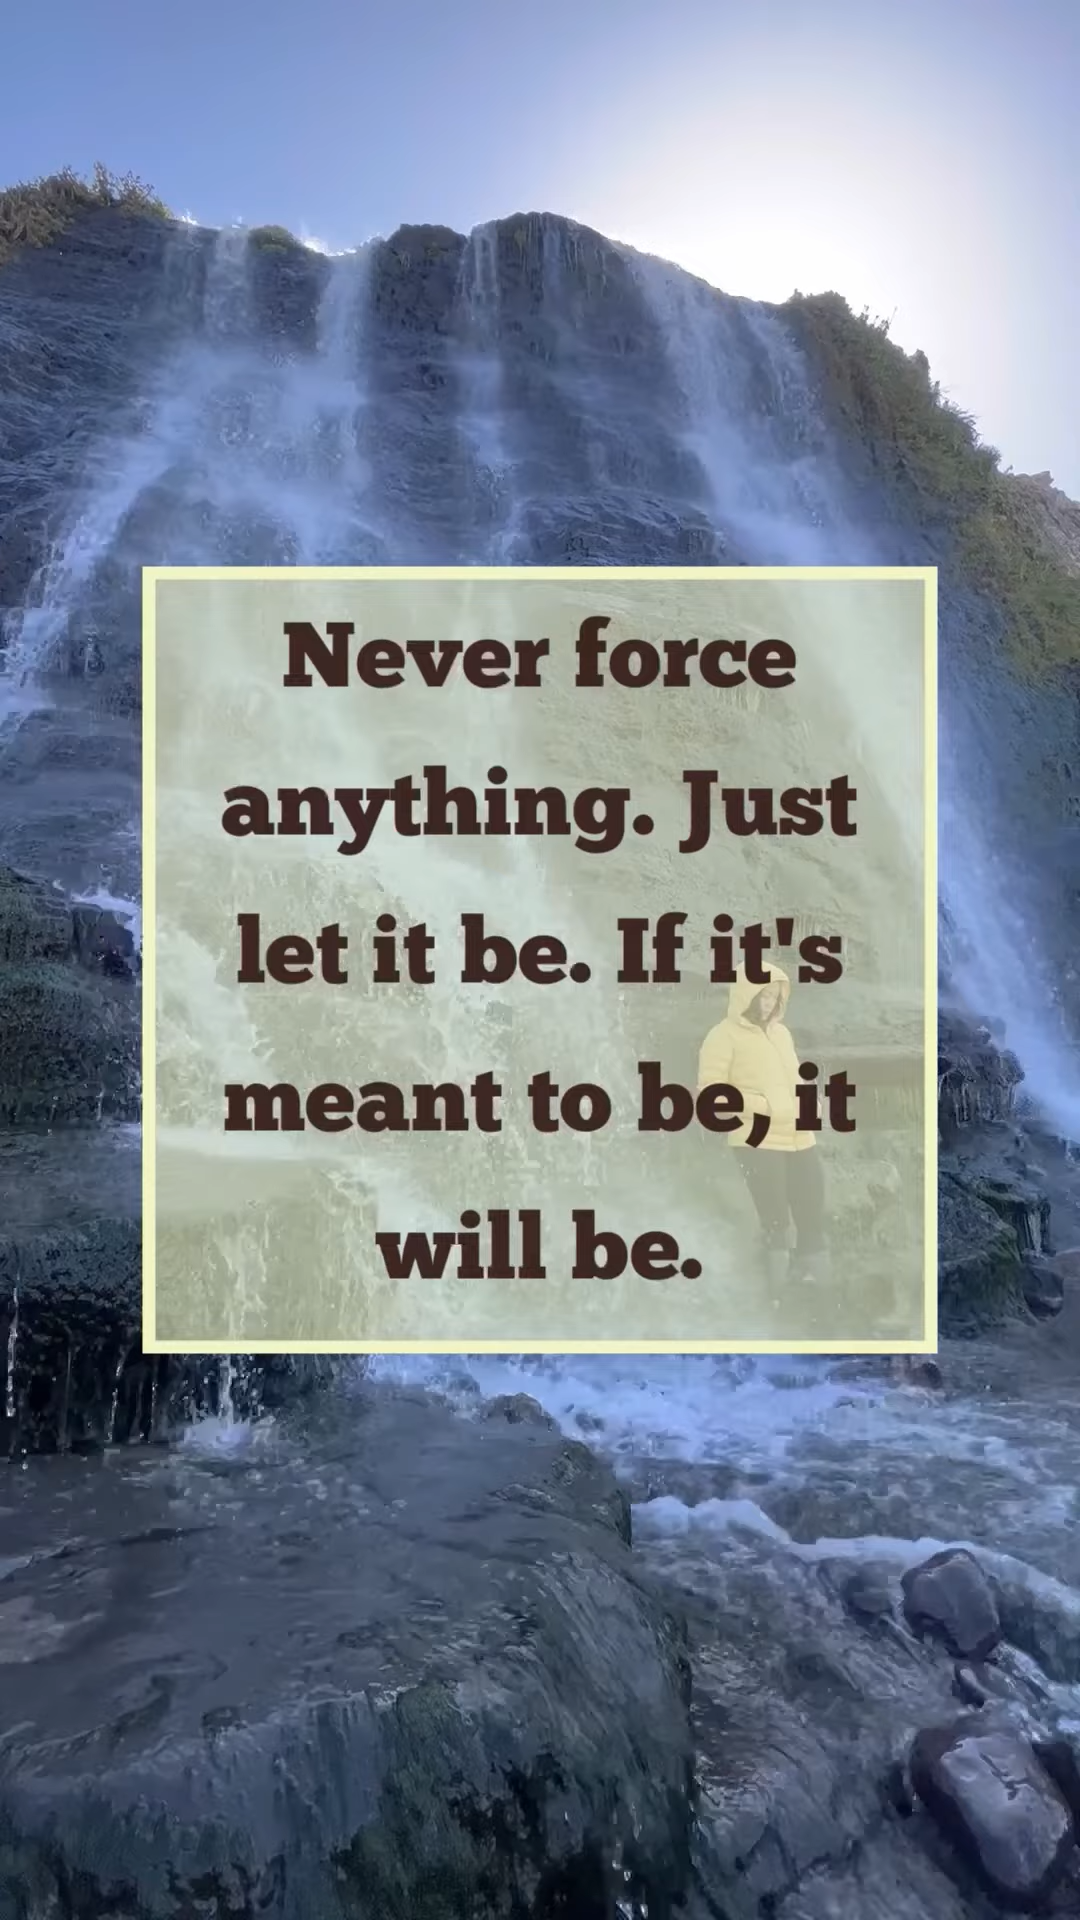 Never force
anything. Just
let it be. If it's
meant to be, it
will be.